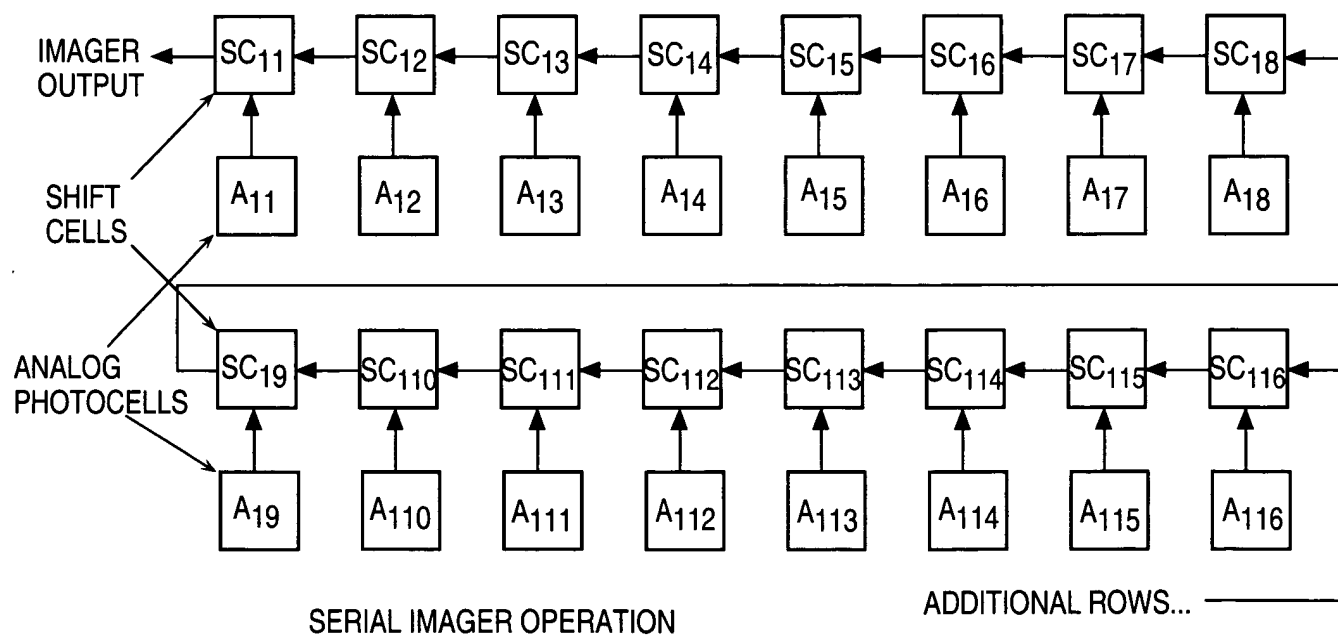 IMAGER
OUTPUT
SC11 SC12 SC13 SC14 SC15 SC16 SC17 SC18
A11 A12 A13 A14 A15 A16 A17 A18
SHIFT
CELLS
ANALOG
PHOTOCELLS
SC19 SC110 SC111 SC112 SC113 SC114 SC115 SC116
A19 A110 A111 A112 A113 A114 A115 A116
SERIAL IMAGER OPERATION
ADDITIONAL ROWS...